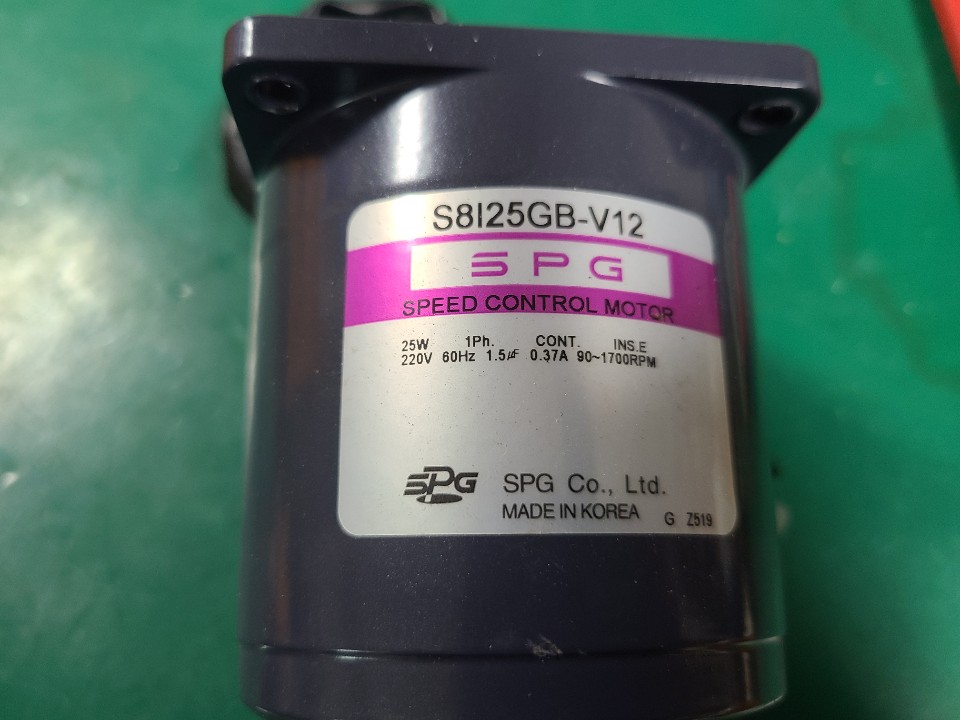 S8I25GB-V12
SPG
SPEED CONTROL MOTOR
25W 1Ph. CONT. INS.E
220V 60Hz 1.5㎌ 0.37A 90~1700RPM
SPG SPG Co., Ltd.
MADE IN KOREA G Z519